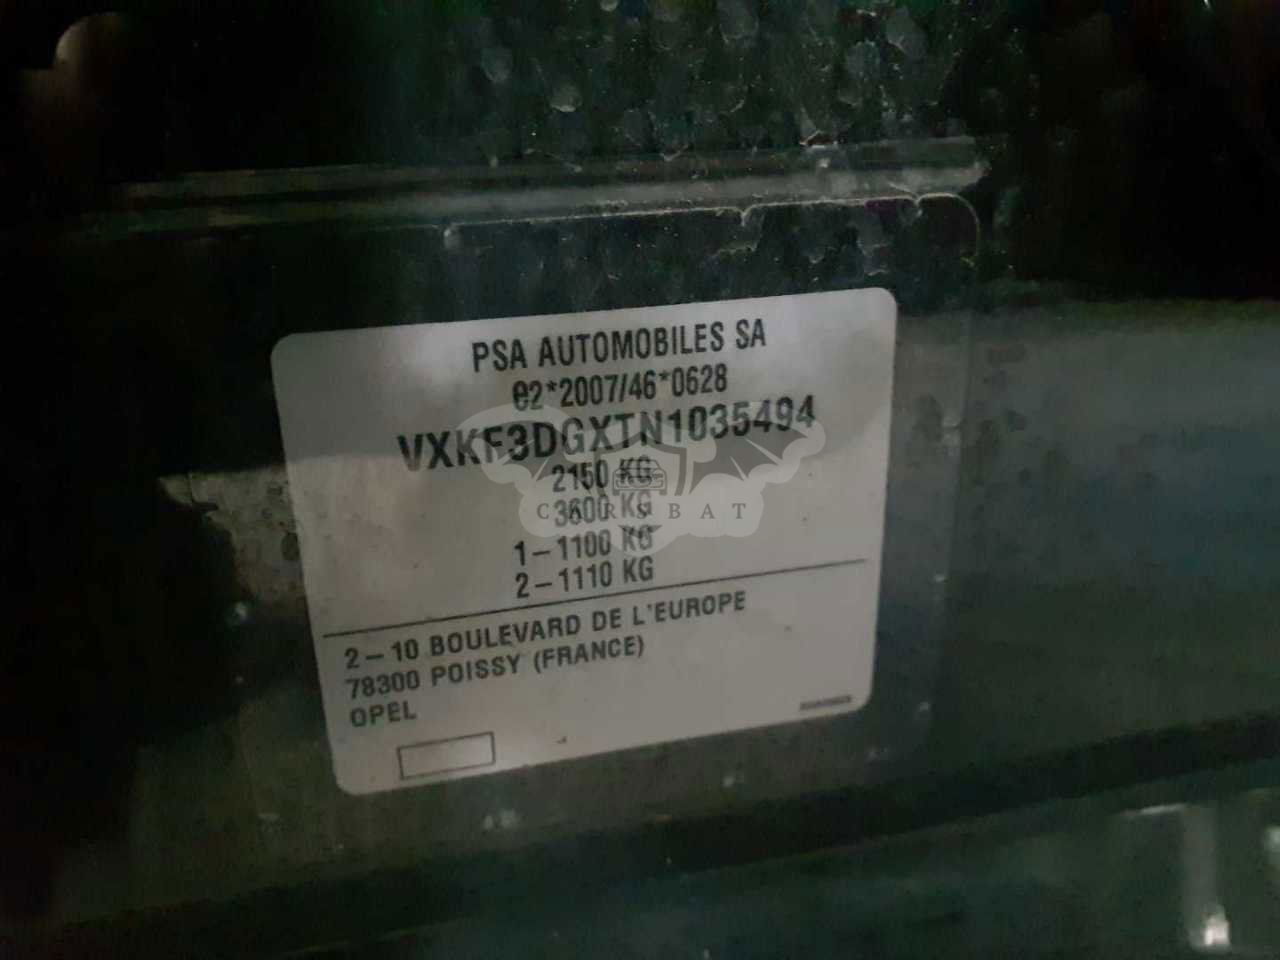 PSA AUTOMOBILES SA
e2*2007/46*0628
VXKF3DGXTN1035494
2150 KG
3600 KG
CARSBAT
1-1100 KG
2-1110 KG
2-10 BOULEVARD DE L'EUROPE
78300 POISSY (FRANCE)
OPEL